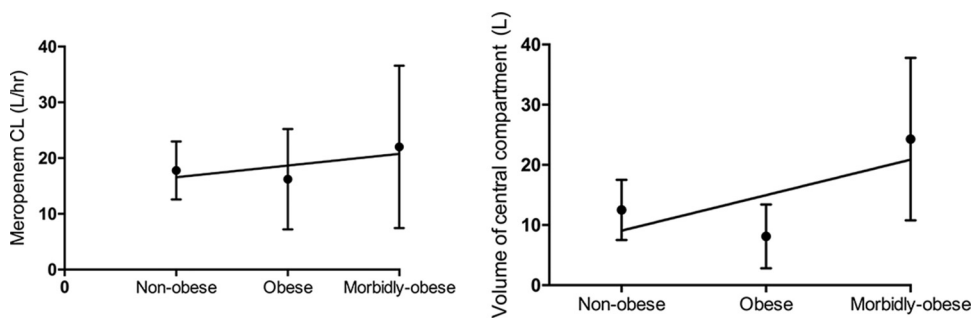 Meropenem CL (L/hr)
40
30
20
10
0
0
Non-obese
Obese
Morbidly-obese
Volume of central compartment (L)
40
30
20
10
0
Non-obese
Obese
Morbidly-obese